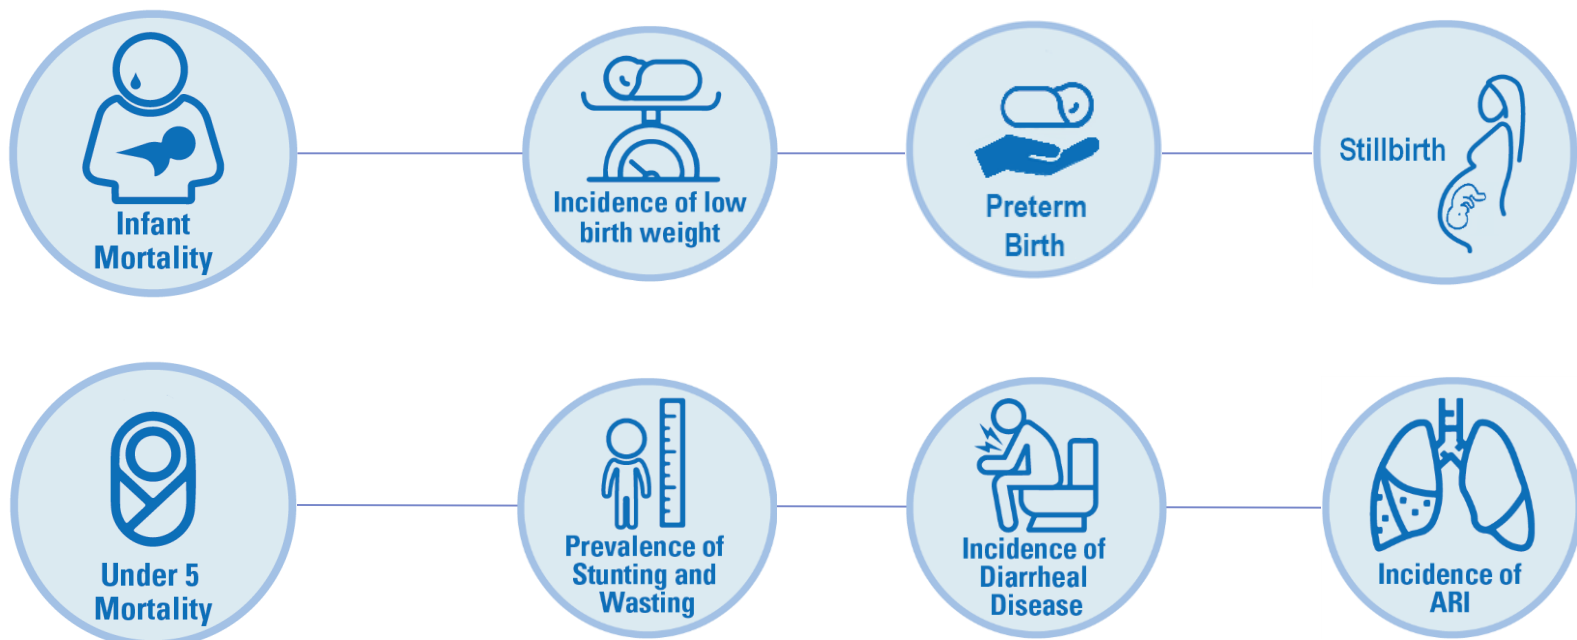 Infant
Mortality
Incidence of low
birth weight
Preterm
Birth
Stillbirth
Under 5
Mortality
Prevalence of
Stunting and
Wasting
Incidence of
Diarrheal
Disease
Incidence of
ARI